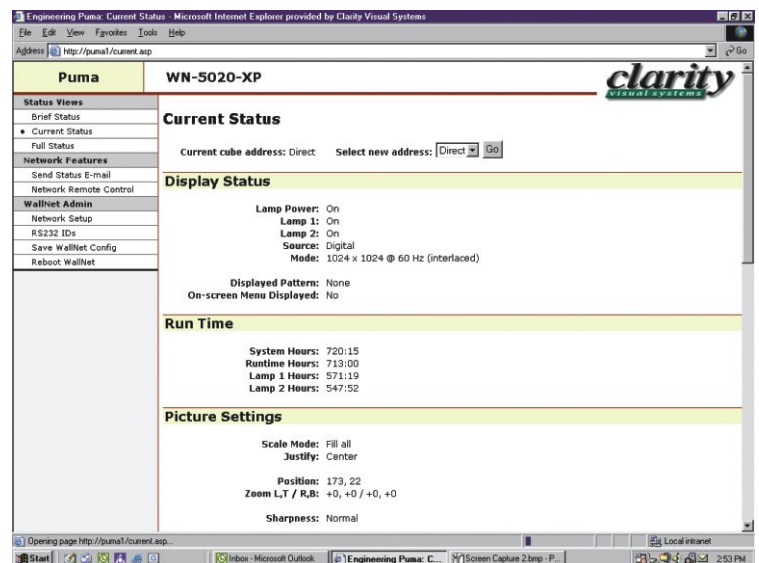 Engineering Puma: Current Status - Microsoft Internet Explorer provided by Clarity Visual Systems
File Edit View Favorites Tools Help
Address http://puma1/current.asp Go
Puma
WN-5020-XP
clarity
visual systems
Status Views
Brief Status
Current Status
Full Status
Network Features
Send Status E-mail
Network Remote Control
WallNet Admin
Network Setup
RS232 IDs
Save WallNet Config
Reboot WallNet
Current Status
Current cube address: Direct Select new address: Direct Go
Display Status
Lamp Power: On
Lamp 1: On
Lamp 2: On
Source: Digital
Mode: 1024 x 1024 @ 60 Hz (interlaced)
Displayed Pattern: None
On-screen Menu Displayed: No
Run Time
System Hours: 720:15
Runtime Hours: 713:00
Lamp 1 Hours: 571:19
Lamp 2 Hours: 547:52
Picture Settings
Scale Mode: Fill all
Justify: Center
Position: 173, 22
Zoom L,T / R,B: +0, +0 / +0, +0
Sharpness: Normal
Opening page http://puma1/current.asp... Local intranet
Start Inbox - Microsoft Outlook Engineering Puma: C... Screen Capture 2.bmp - P... 2:53 PM